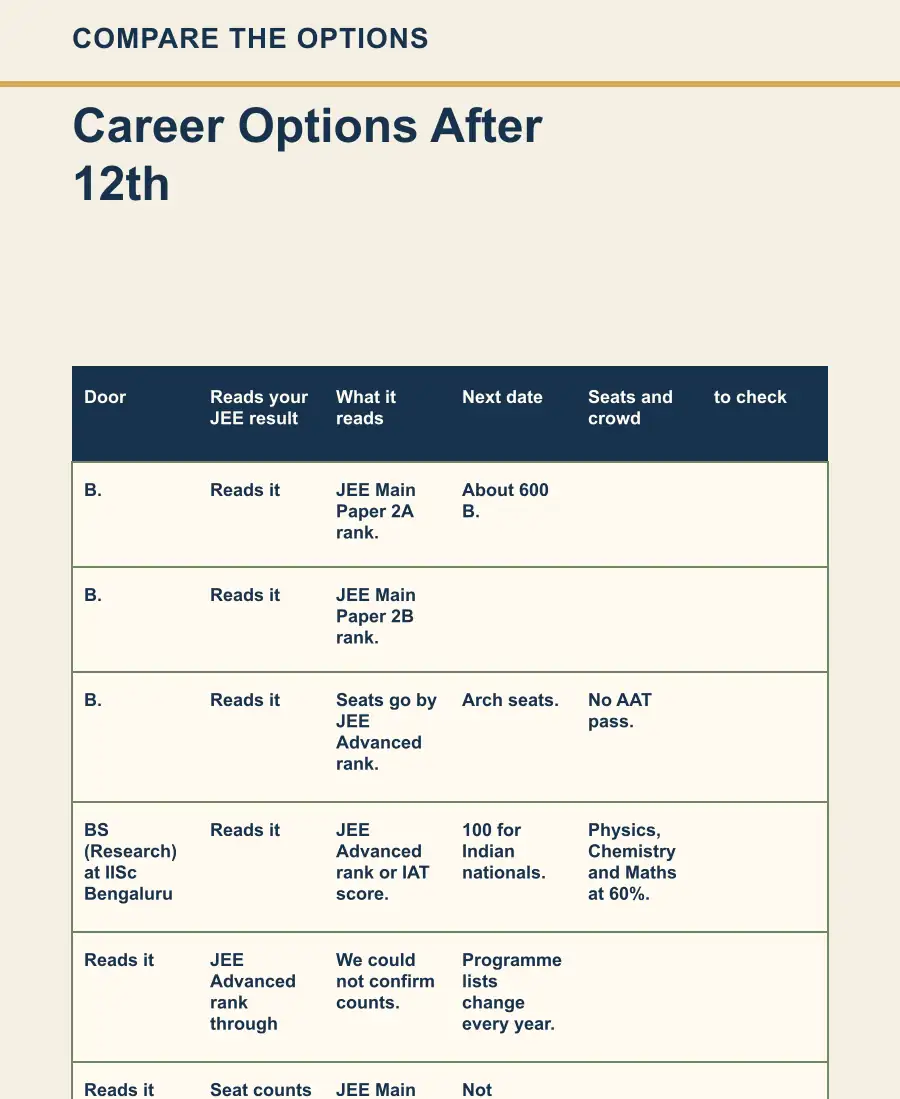 COMPARE THE OPTIONS
Career Options After
12th
Door
Reads your
JEE result
What it
reads
Next date
Seats and
crowd
to check
B.
Reads it
JEE Main
Paper 2A
rank.
About 600
B.
B.
Reads it
JEE Main
Paper 2B
rank.
B.
Reads it
Seats go by
JEE
Advanced
rank.
Arch seats.
No AAT
pass.
BS
(Research)
at IISc
Bengaluru
Reads it
JEE
Advanced
rank or IAT
score.
100 for
Indian
nationals.
Physics,
Chemistry
and Maths
at 60%.
Reads it
JEE
Advanced
rank
through
We could
not confirm
counts.
Programme
lists
change
every year.
Reads it
Seat counts
JEE Main
Not